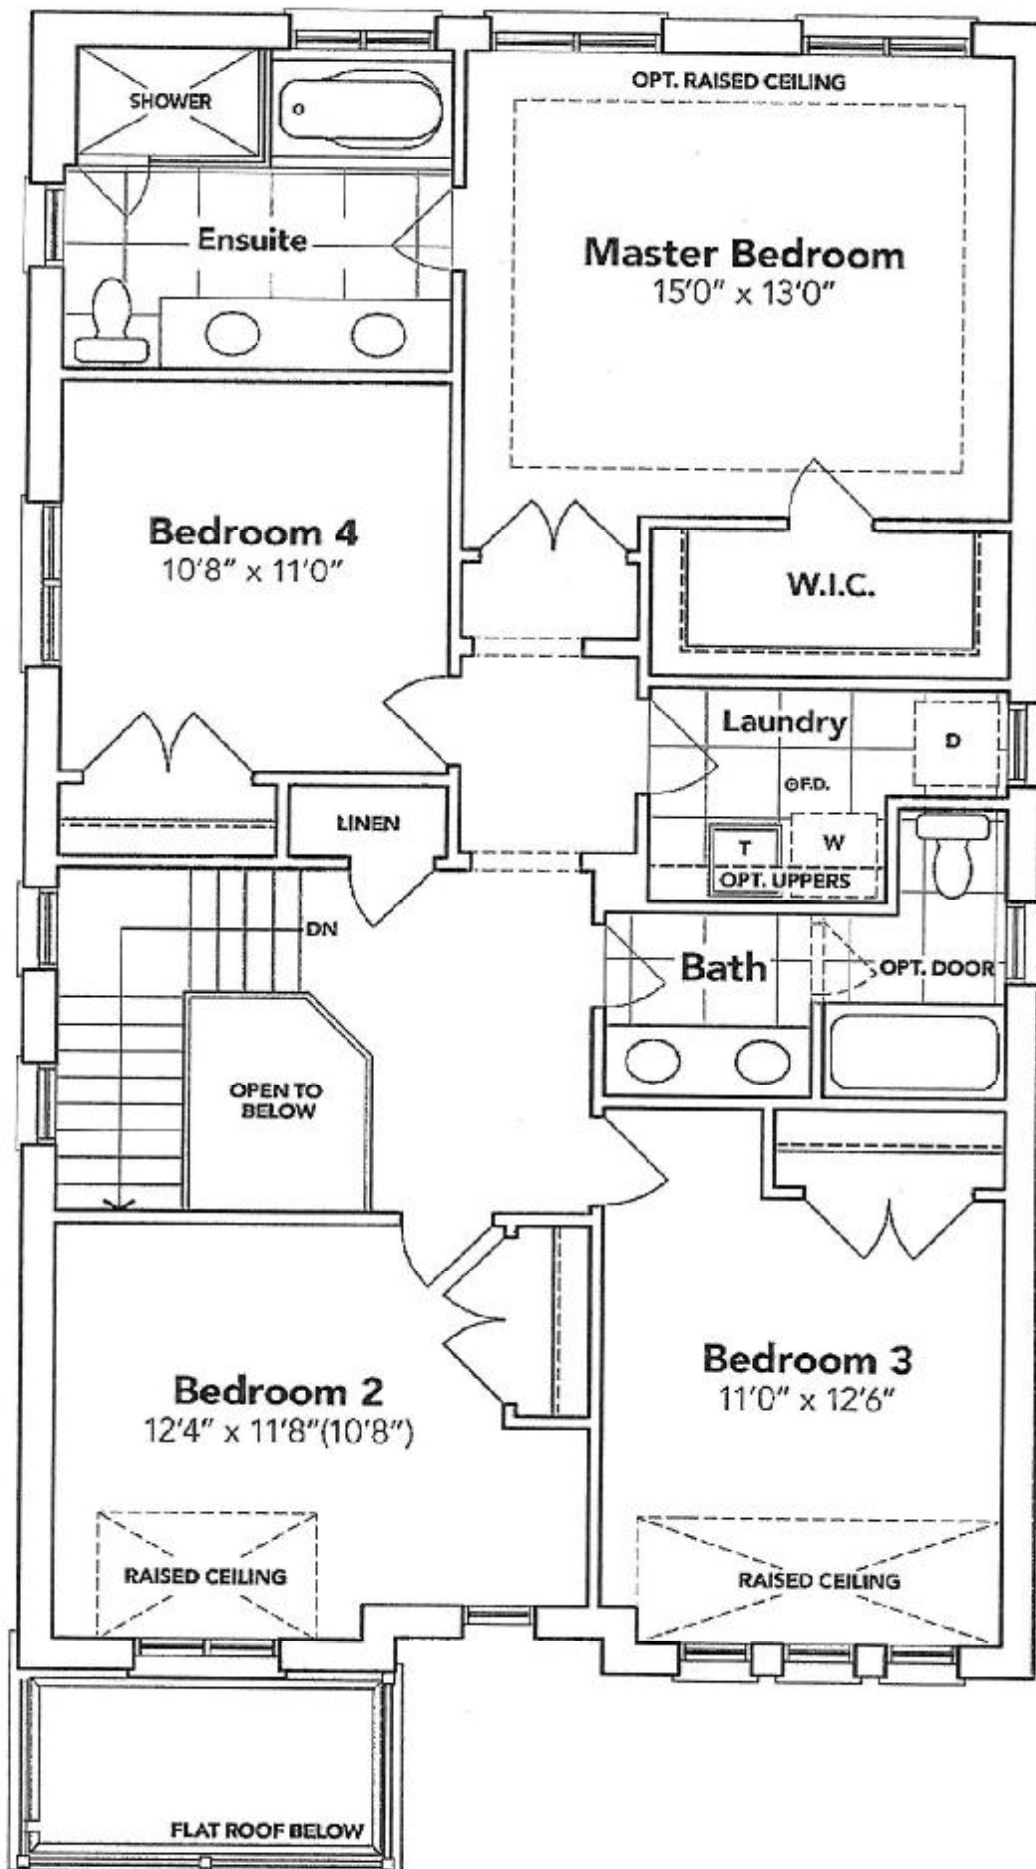 SHOWER
OPT. RAISED CEILING
Ensuite
Master Bedroom
15'0" x 13'0"
Bedroom 4
10'8" x 11'0"
W.I.C.
Laundry
D
F.D.
LINEN
T
W
OPT. UPPERS
DN
Bath
OPT. DOOR
OPEN TO
BELOW
Bedroom 2
12'4" x 11'8"(10'8")
Bedroom 3
11'0" x 12'6"
RAISED CEILING
RAISED CEILING
FLAT ROOF BELOW